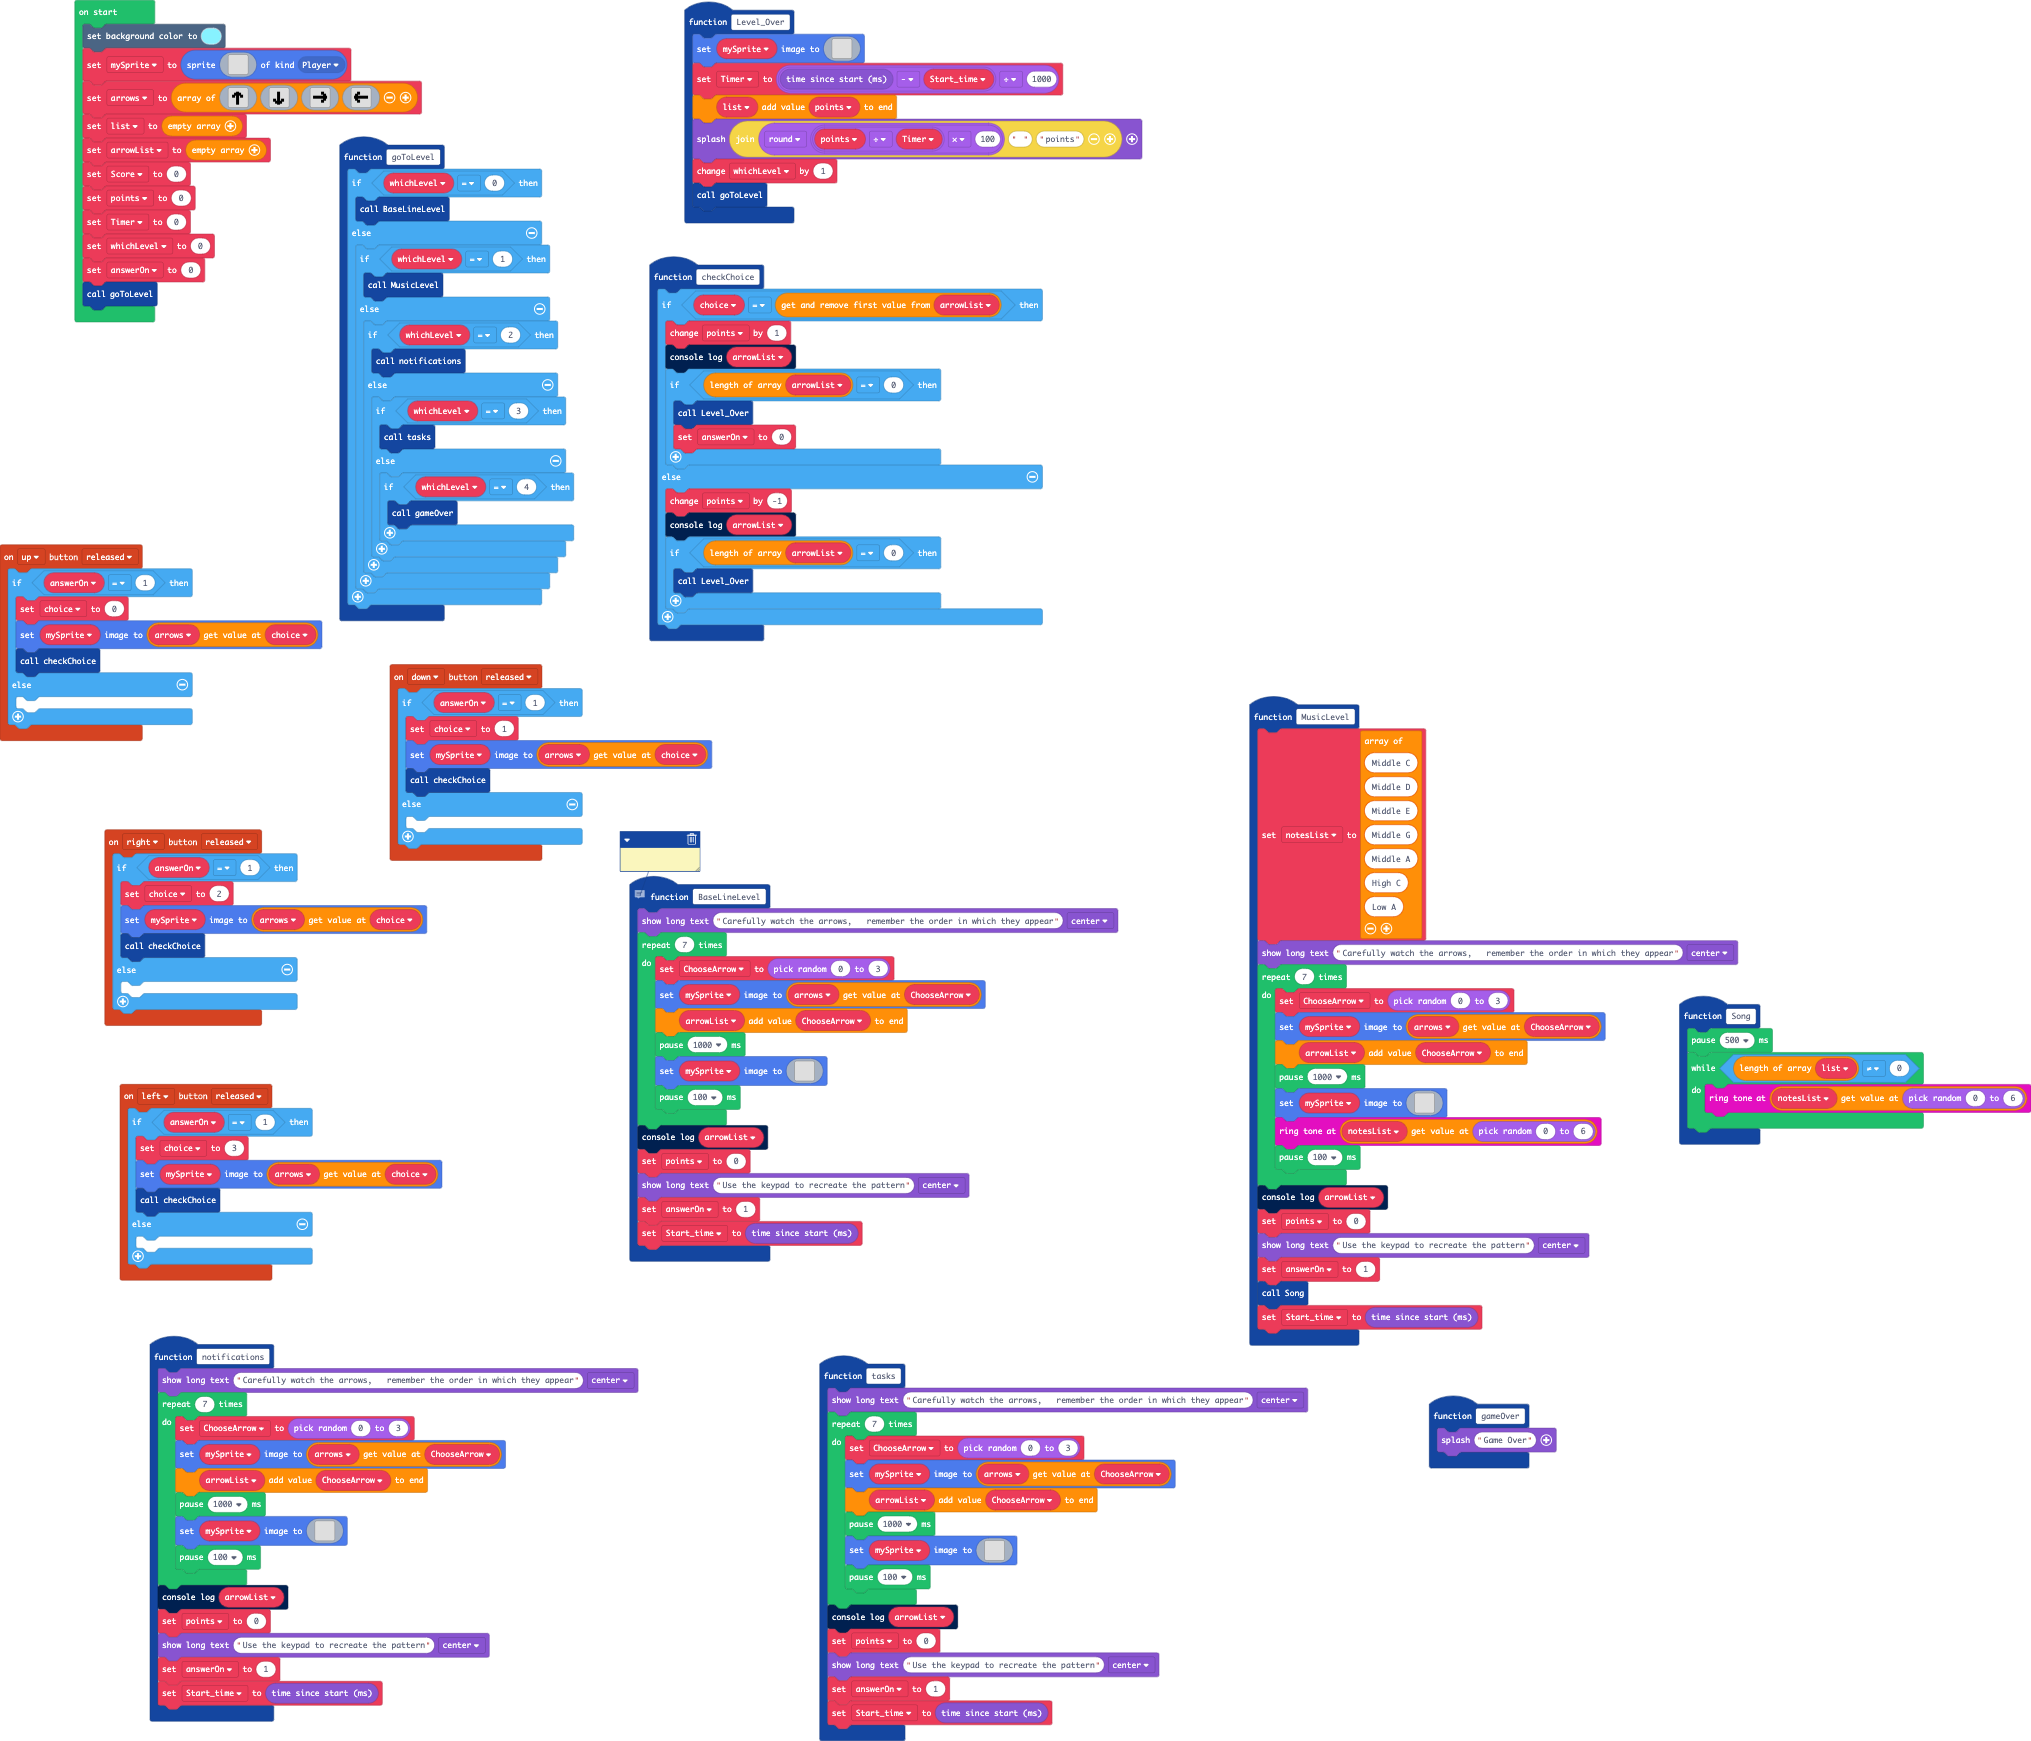 on start
set background color to
set mySprite to sprite of kind Player
set arrows to array of
set list to empty array
set arrowList to empty array
set Score to 0
set points to 0
set Timer to 0
set whichLevel to 0
set answerOn to 0
call goToLevel
function Level_Over
set mySprite image to
set Timer to time since start (ms) - Start_time ÷ 1000
list add value points to end
splash join round points ÷ Timer × 100 " " "points"
change whichLevel by 1
call goToLevel
function goToLevel
if whichLevel = 0 then
call BaseLineLevel
else
if whichLevel = 1 then
call MusicLevel
else
if whichLevel = 2 then
call notifications
else
if whichLevel = 3 then
call tasks
else
if whichLevel = 4 then
call gameOver
function checkChoice
if choice = get and remove first value from arrowList then
change points by 1
console log arrowList
if length of array arrowList = 0 then
call Level_Over
set answerOn to 0
else
change points by -1
console log arrowList
if length of array arrowList = 0 then
call Level_Over
on up button released
if answerOn = 1 then
set choice to 0
set mySprite image to arrows get value at choice
call checkChoice
else
on down button released
if answerOn = 1 then
set choice to 1
set mySprite image to arrows get value at choice
call checkChoice
else
on right button released
if answerOn = 1 then
set choice to 2
set mySprite image to arrows get value at choice
call checkChoice
else
on left button released
if answerOn = 1 then
set choice to 3
set mySprite image to arrows get value at choice
call checkChoice
else
function BaseLineLevel
show long text "Carefully watch the arrows, remember the order in which they appear" center
repeat 7 times
do set ChooseArrow to pick random 0 to 3
set mySprite image to arrows get value at ChooseArrow
arrowList add value ChooseArrow to end
pause 1000 ms
set mySprite image to
pause 100 ms
console log arrowList
set points to 0
show long text "Use the keypad to recreate the pattern" center
set answerOn to 1
set Start_time to time since start (ms)
function MusicLevel
array of
Middle C
Middle D
Middle E
set notesList to Middle G
Middle A
High C
Low A
show long text "Carefully watch the arrows, remember the order in which they appear" center
repeat 7 times
do set ChooseArrow to pick random 0 to 3
set mySprite image to arrows get value at ChooseArrow
arrowList add value ChooseArrow to end
pause 1000 ms
set mySprite image to
ring tone at notesList get value at pick random 0 to 6
pause 100 ms
console log arrowList
set points to 0
show long text "Use the keypad to recreate the pattern" center
set answerOn to 1
call Song
set Start_time to time since start (ms)
function Song
pause 500 ms
while length of array list ≠ 0
do ring tone at notesList get value at pick random 0 to 6
function notifications
show long text "Carefully watch the arrows, remember the order in which they appear" center
repeat 7 times
do set ChooseArrow to pick random 0 to 3
set mySprite image to arrows get value at ChooseArrow
arrowList add value ChooseArrow to end
pause 1000 ms
set mySprite image to
pause 100 ms
console log arrowList
set points to 0
show long text "Use the keypad to recreate the pattern" center
set answerOn to 1
set Start_time to time since start (ms)
function tasks
show long text "Carefully watch the arrows, remember the order in which they appear" center
repeat 7 times
do set ChooseArrow to pick random 0 to 3
set mySprite image to arrows get value at ChooseArrow
arrowList add value ChooseArrow to end
pause 1000 ms
set mySprite image to
pause 100 ms
console log arrowList
set points to 0
show long text "Use the keypad to recreate the pattern" center
set answerOn to 1
set Start_time to time since start (ms)
function gameOver
splash "Game Over"